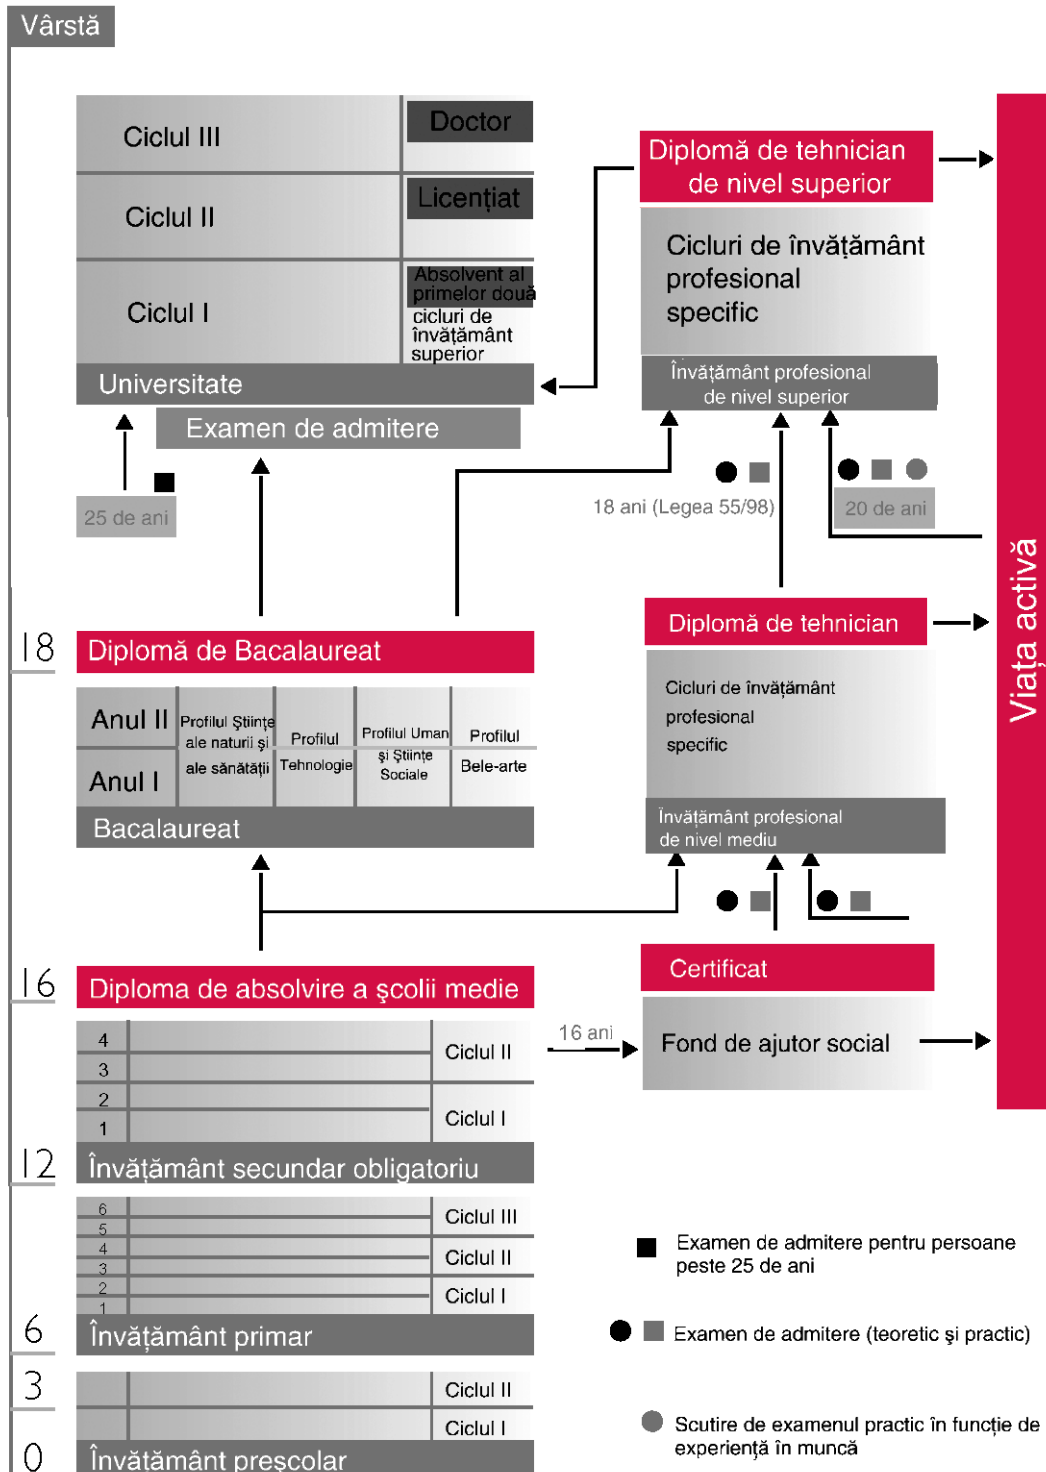 Vârstă
Ciclul III
Doctor
Ciclul II
Licențiat
Ciclul I
Absolvent al
primelor două
cicluri de
învățământ
superior
Universitate
Examen de admitere
25 de ani
Diplomă de tehnician
de nivel superior
Cicluri de învățământ
profesional
specific
Învățământ profesional
de nivel superior
18 ani (Legea 55/98)
20 de ani
Viața activă
18
Diplomă de Bacalaureat
Anul II
Anul I
Profilul Științe
ale naturii și
ale sănătății
Profilul
Tehnologie
Profilul Uman
și Științe
Sociale
Profilul
Bele-arte
Bacalaureat
Diplomă de tehnician
Cicluri de învățământ
profesional
specific
Învățământ profesional
de nivel mediu
16
Diploma de absolvire a şcolii medie
4
3
Ciclul II
2
1
Ciclul I
12
Învățământ secundar obligatoriu
16 ani
Certificat
Fond de ajutor social
6
5
Ciclul III
4
3
Ciclul II
2
1
Ciclul I
6
Învățământ primar
3
Ciclul II
Ciclul I
0
Învățământ preșcolar
Examen de admitere pentru persoane
peste 25 de ani
Examen de admitere (teoretic și practic)
Scutire de examenul practic în funcție de
experiență în muncă